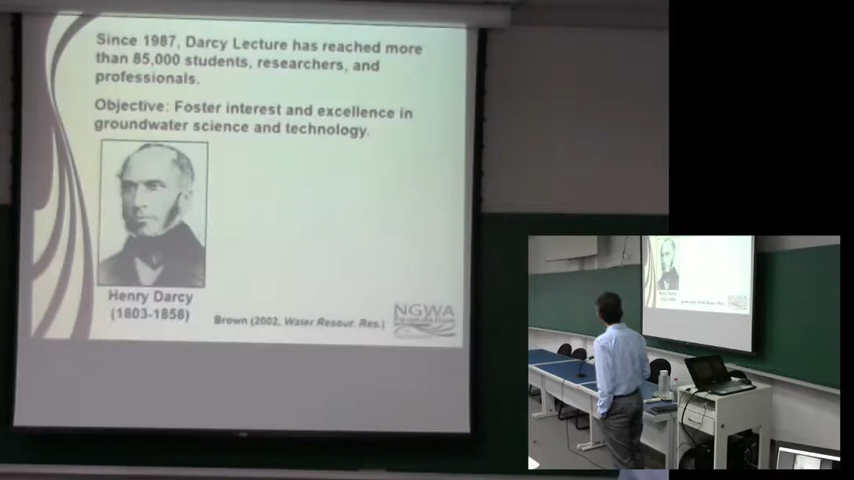 Since 1987, Darcy Lecture has reached more
than 85,000 students, researchers, and
professionals.
Objective: Foster interest and excellence in
groundwater science and technology.
Henry Darcy
(1803-1858)
Brown (2002, Water Resour. Res.)
NGWA